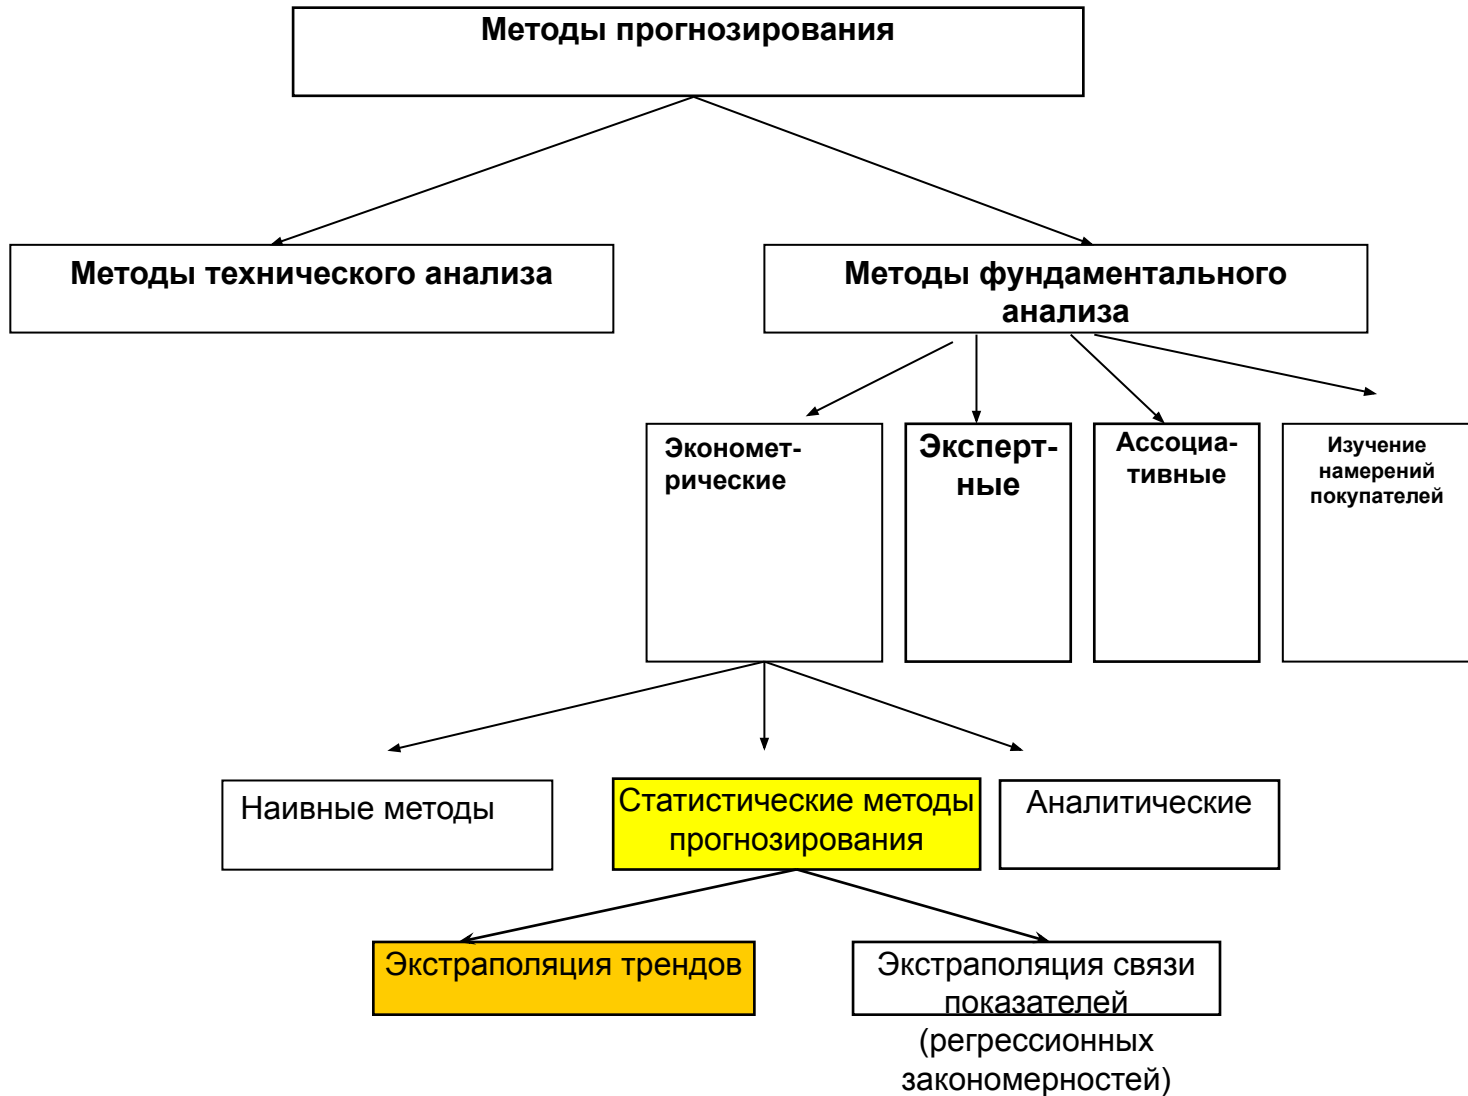 Методы прогнозирования
Методы технического анализа
Методы фундаментального
анализа
Экономет-
рические
Эксперт-
ные
Ассоциа-
тивные
Изучение
намерений
покупателей
Наивные методы
Статистические методы
прогнозирования
Аналитические
Экстраполяция трендов
Экстраполяция связи
показателей
(регрессионных
закономерностей)